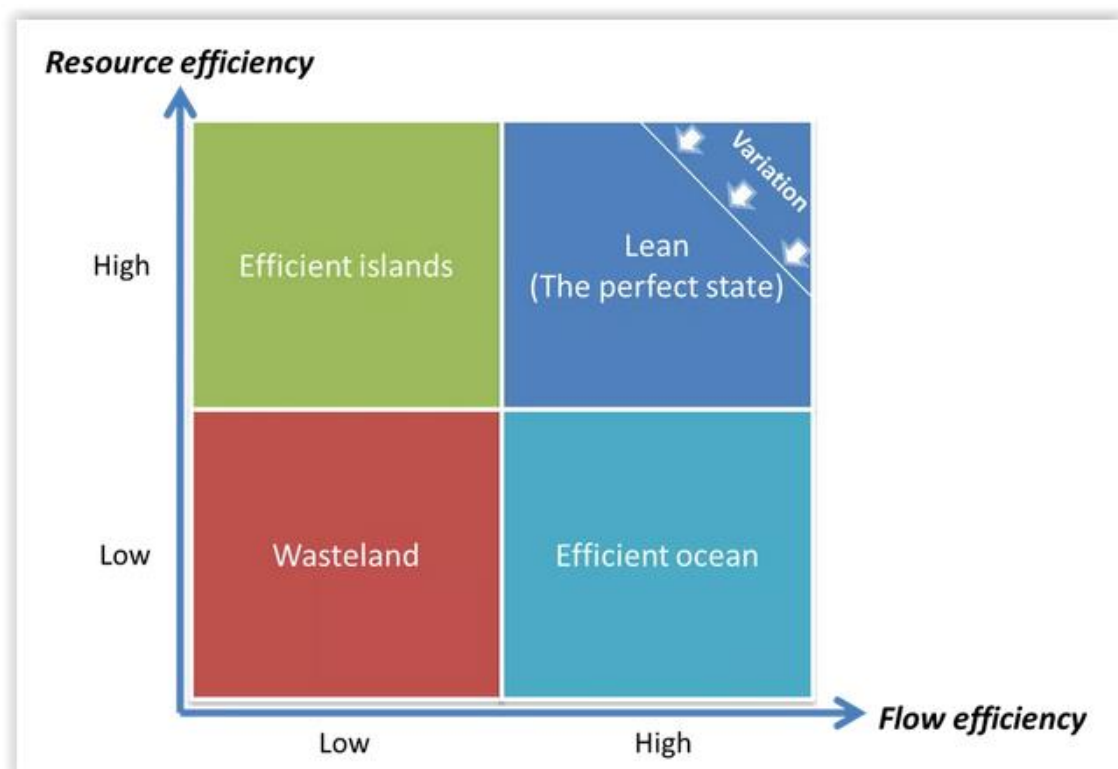 Resource efficiency
High
Efficient islands
Lean
(The perfect state)
Variation
Low
Wasteland
Efficient ocean
Low
High
Flow efficiency